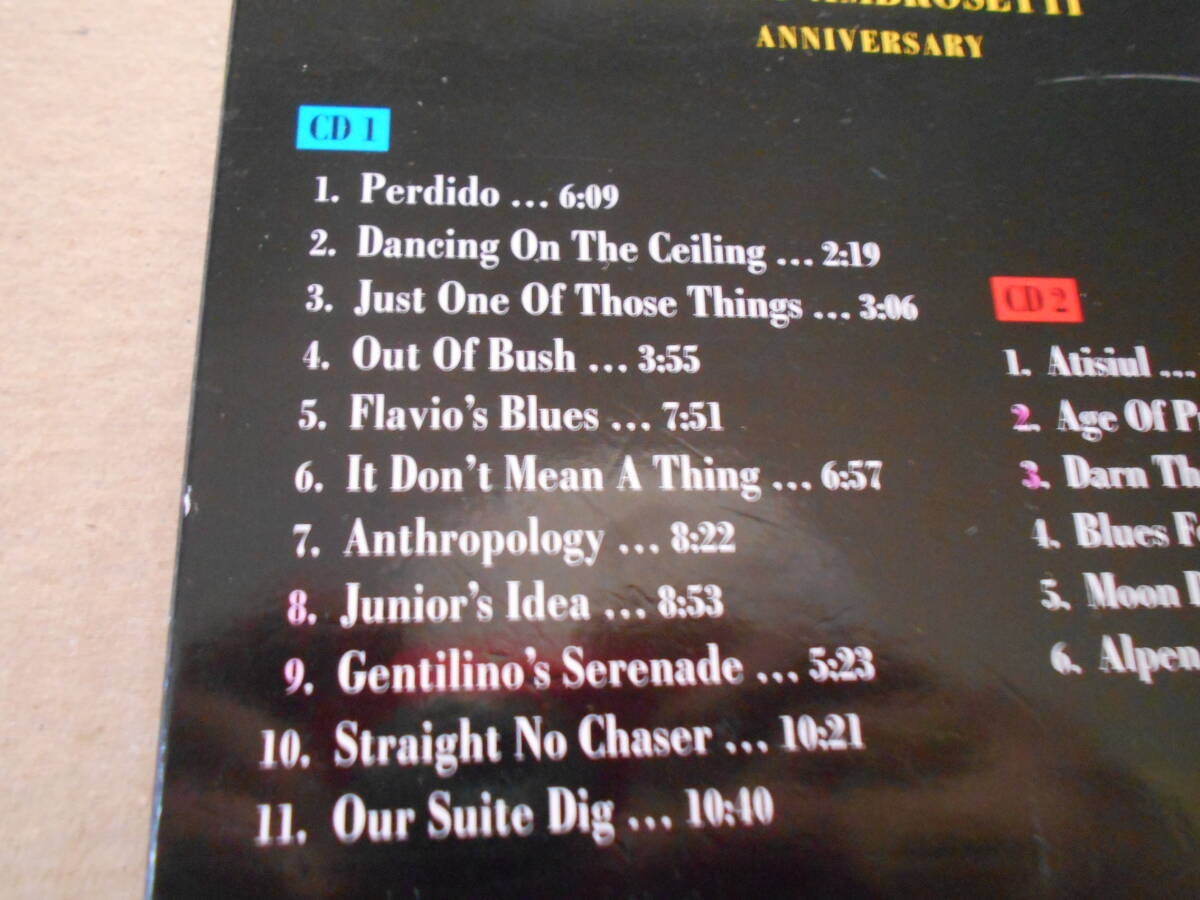 AMBROSETTI
ANNIVERSARY
CD 1
1. Perdido ... 6:09
2. Dancing On The Ceiling ... 2:19
3. Just One Of Those Things ... 3:06
4. Out Of Bush ... 3:55
5. Flavio's Blues ... 7:51
6. It Don't Mean A Thing ... 6:57
7. Anthropology ... 8:22
8. Junior's Idea ... 8:53
9. Gentilino's Serenade ... 5:23
10. Straight No Chaser ... 10:21
11. Our Suite Dig ... 10:40
CD 2
1. Atisiul ...
2. Age Of
3. Darn
4. Blues
5. Moon
6.